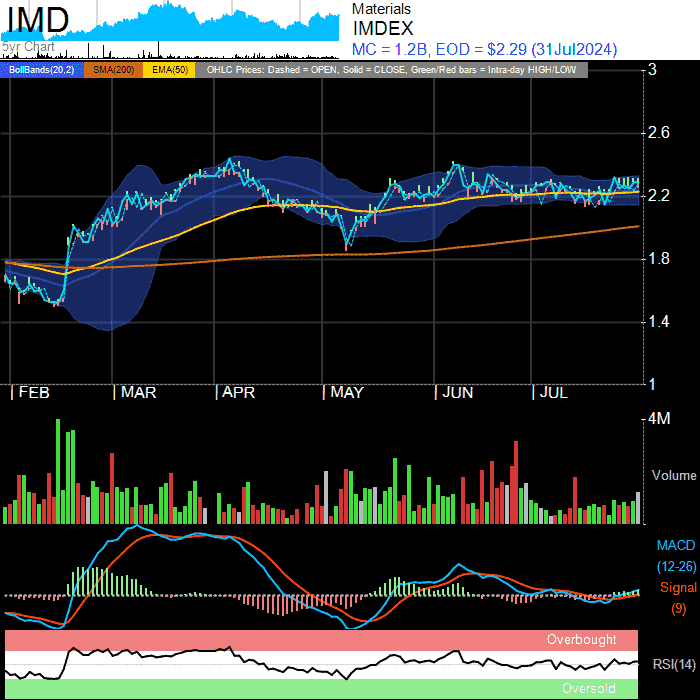 IMD
5yr Chart
Materials
IMDEX
MC = 1.2B, EOD = $2.29 (31Jul2024)
BollBands(20,2) SMA(200) EMA(50) OHLC Prices: Dashed = OPEN, Solid = CLOSE, Green/Red bars = Intra-day HIGH/LOW
3
2.6
2.2
1.8
1.4
1
FEB MAR APR MAY JUN JUL
4M
Volume
MACD
(12-26)
Signal
(9)
Overbought
RSI(14)
Oversold